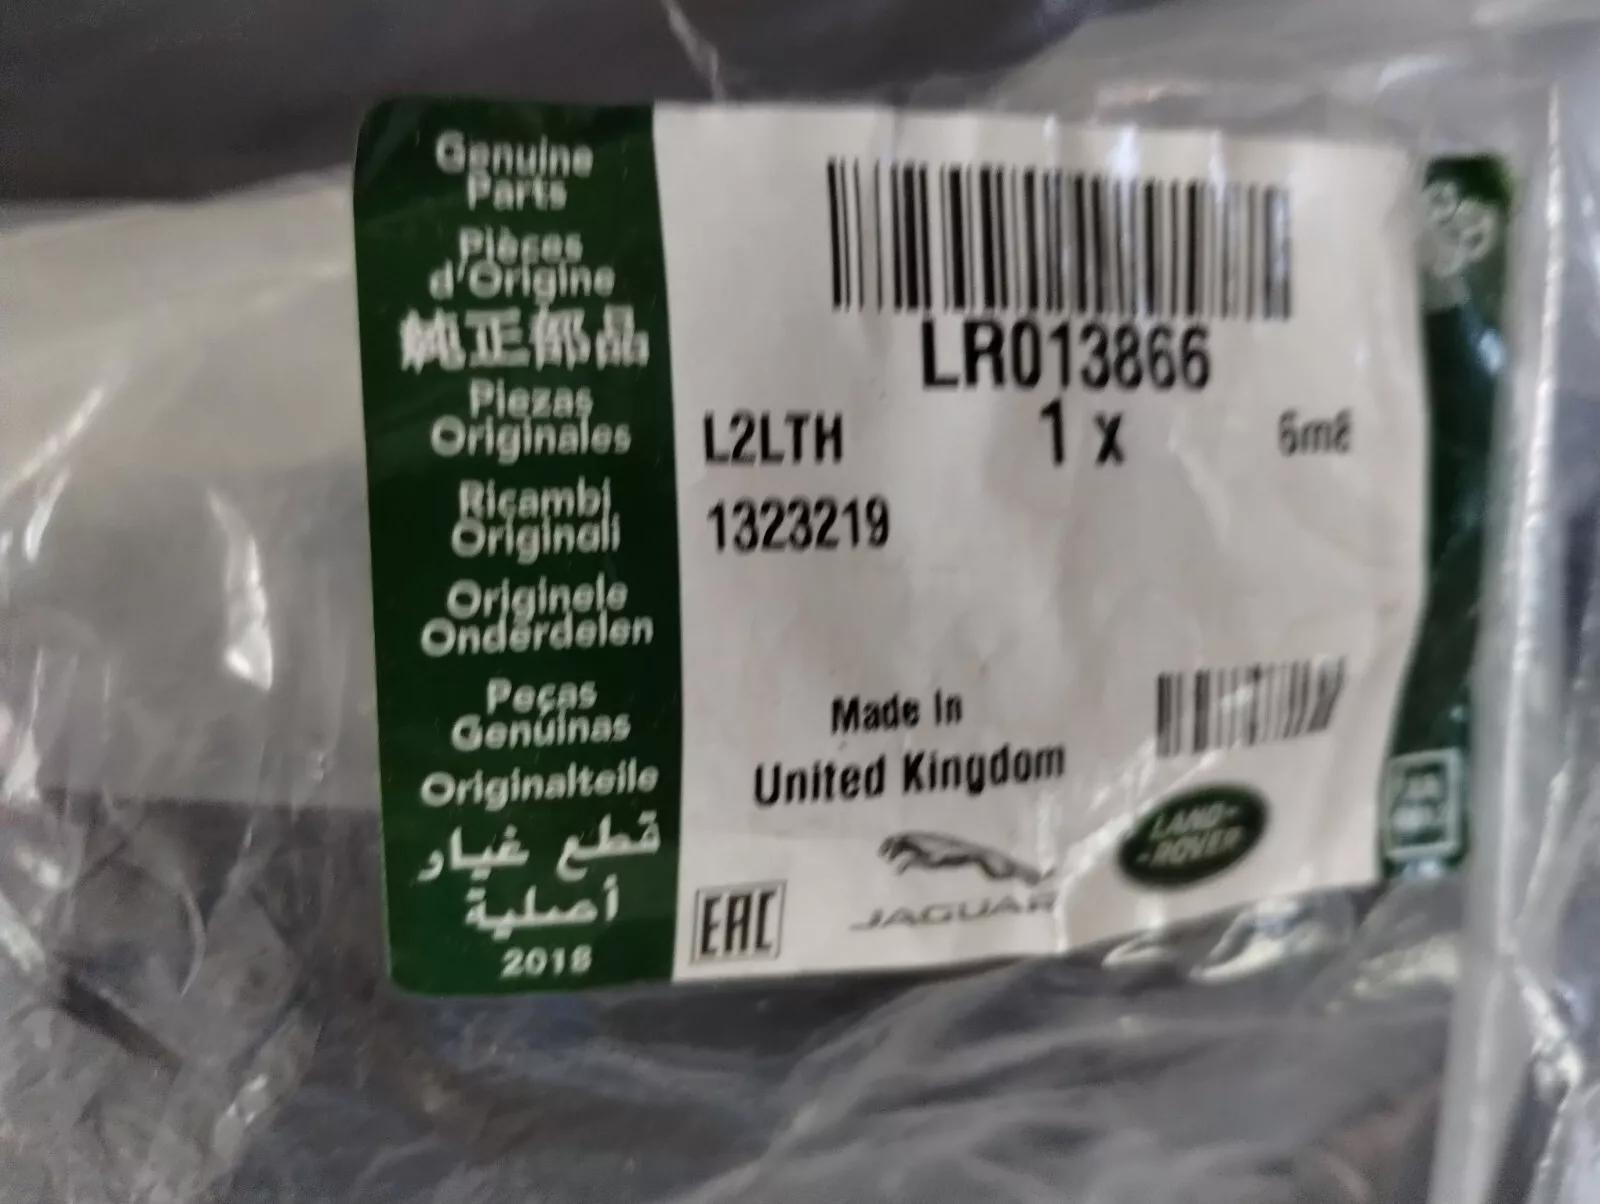 Genuine
Parts
Pièces
d'Origine
純正部品
Piezas
Originales
Ricambi
Originali
Originele
Onderdelen
Peças
Genuínas
Originalteile
قطع غيار
أصلية
2018
LR013866
L2LTH 1 x
1323219
Made in
United Kingdom
EAC
JAGUAR
LAND-
-ROVER